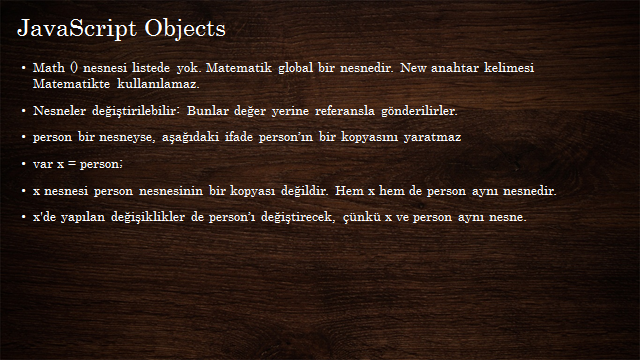 JavaScript Objects
• Math () nesnesi listede yok. Matematik global bir nesnedir. New anahtar kelimesi
Matematikte kullanılamaz.
• Nesneler değiştirilebilir: Bunlar değer yerine referansla gönderilirler.
• person bir nesneyse, aşağıdaki ifade person’ın bir kopyasını yaratmaz
• var x = person;
• x nesnesi person nesnesinin bir kopyası değildir. Hem x hem de person aynı nesnedir.
• x'de yapılan değişiklikler de person’ı değiştirecek, çünkü x ve person aynı nesne.